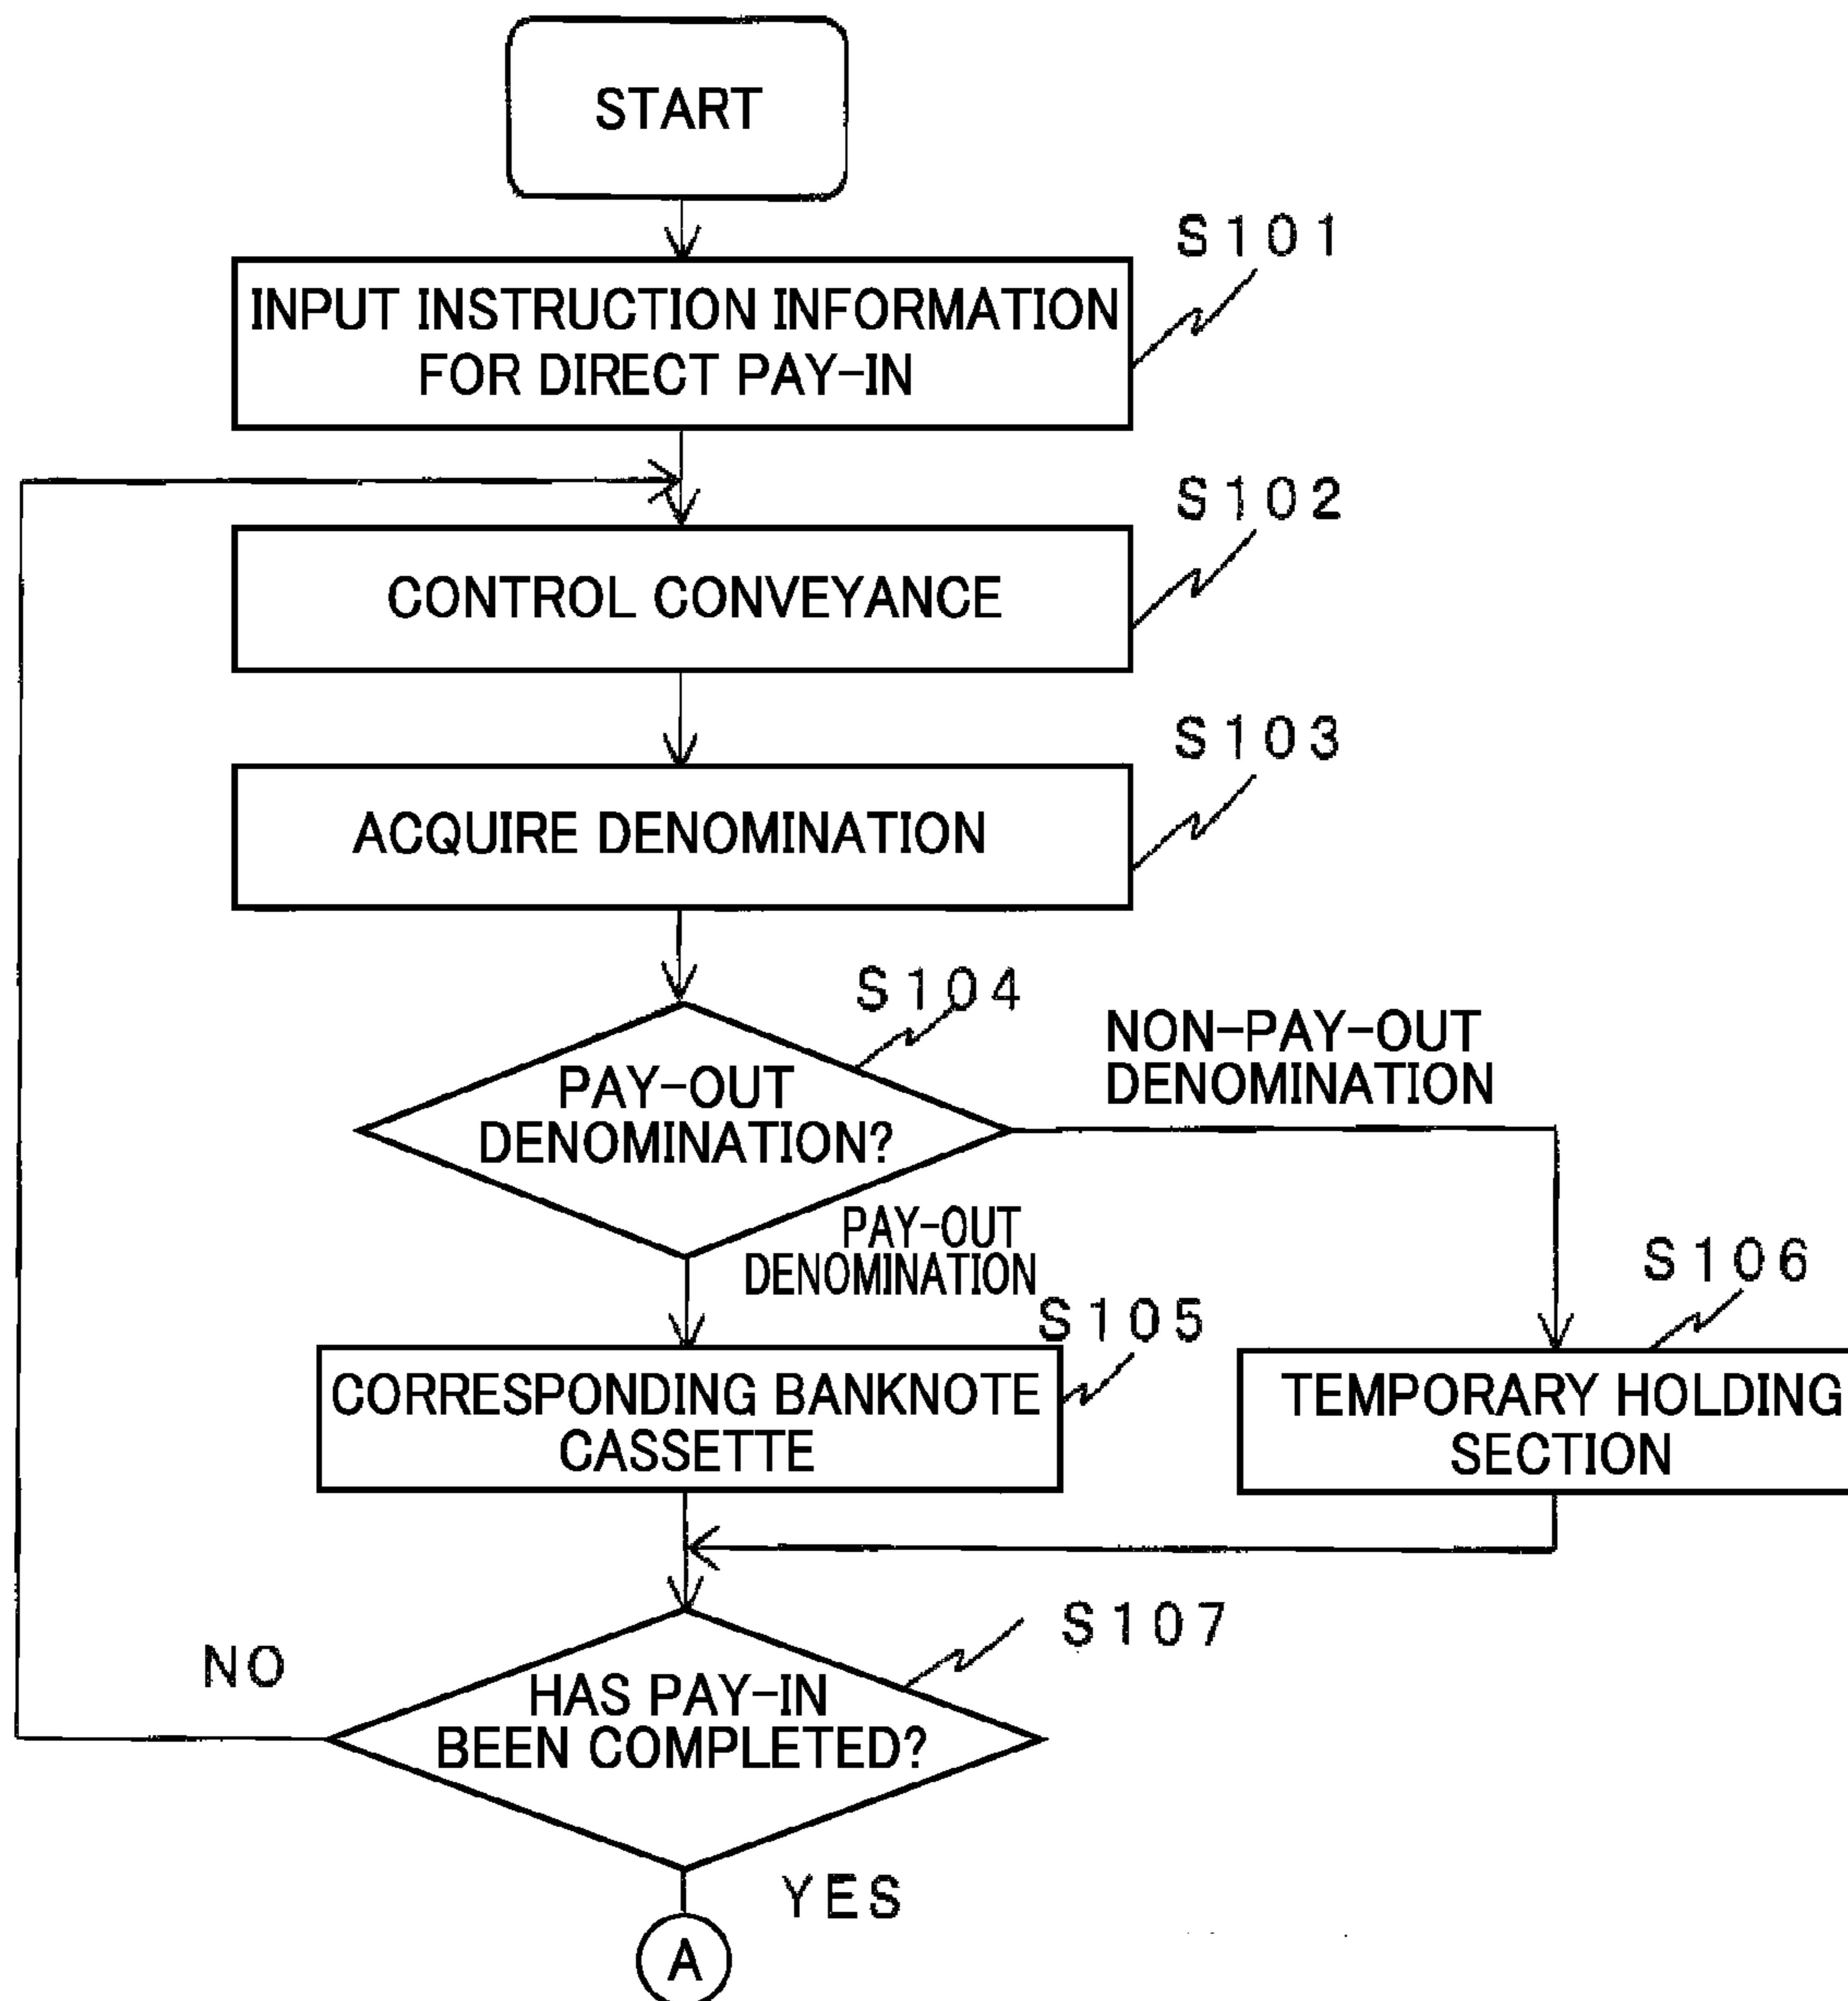 START
S101
INPUT INSTRUCTION INFORMATION
FOR DIRECT PAY-IN
S102
CONTROL CONVEYANCE
S103
ACQUIRE DENOMINATION
S104
PAY-OUT
DENOMINATION?
NON-PAY-OUT
DENOMINATION
PAY-OUT
DENOMINATION
S105
CORRESPONDING BANKNOTE
CASSETTE
S106
TEMPORARY HOLDING
SECTION
S107
HAS PAY-IN
BEEN COMPLETED?
NO
YES
A